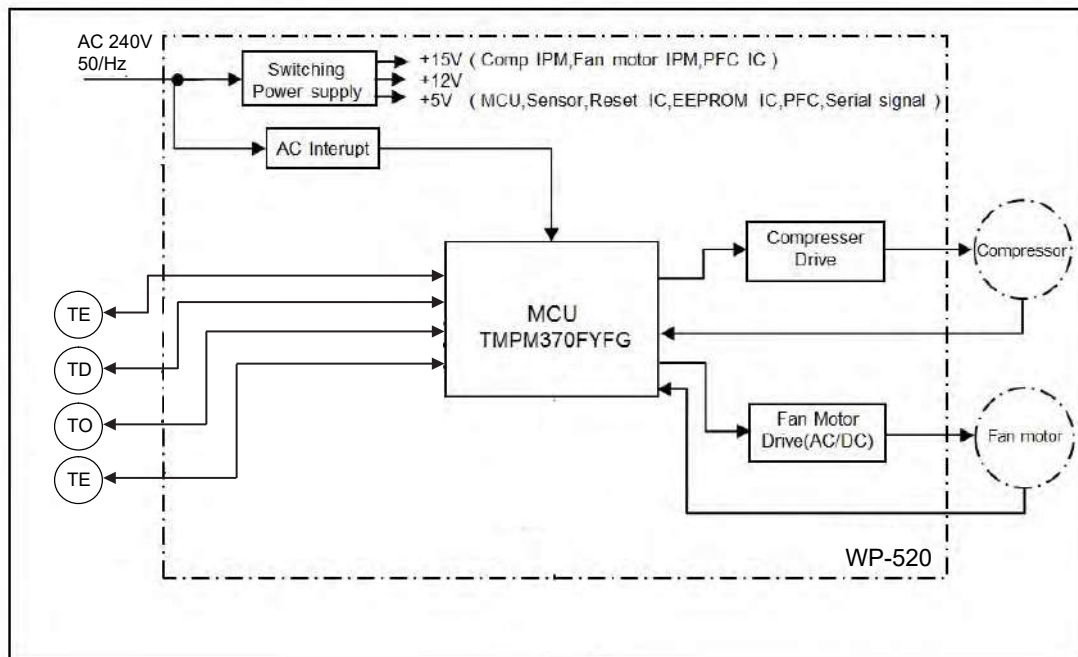 AC 240V
50/Hz
Switching
Power supply
+15V ( Comp IPM,Fan motor IPM,PFC IC )
+12V
+5V ( MCU,Sensor,Reset IC,EEPROM IC,PFC,Serial signal )
AC Interupt
Compresser
Drive
Compressor
MCU
TMPM370FYFG
TE
TD
TO
TE
Fan Motor
Drive(AC/DC)
Fan motor
WP-520